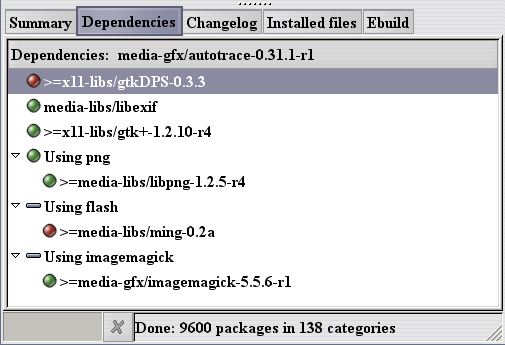 Summary Dependencies Changelog Installed files Ebuild
Dependencies: media-gfx/autotrace-0.31.1-r1
>=x11-libs/gtkDPS-0.3.3
media-libs/libexif
>=x11-libs/gtk+-1.2.10-r4
Using png
>=media-libs/libpng-1.2.5-r4
Using flash
>=media-libs/ming-0.2a
Using imagemagick
>=media-gfx/imagemagick-5.5.6-r1
Done: 9600 packages in 138 categories